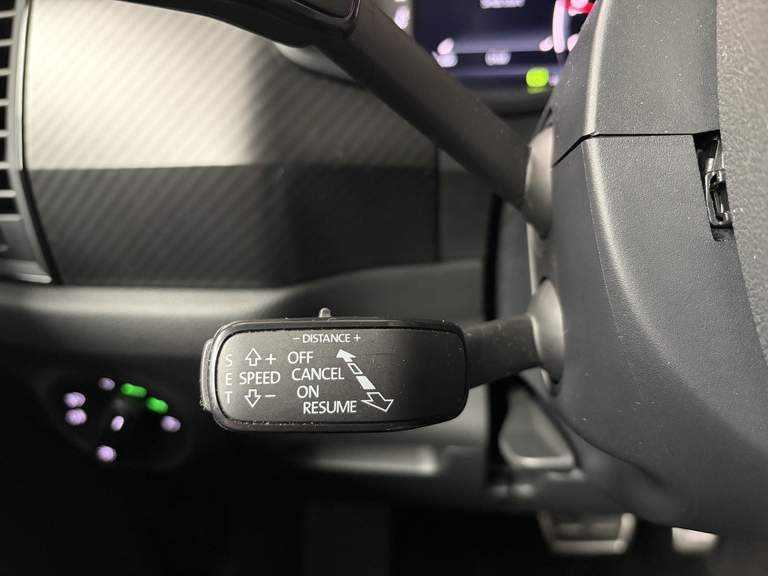 - DISTANCE +
S + OFF
E SPEED CANCEL
T - ON
RESUME